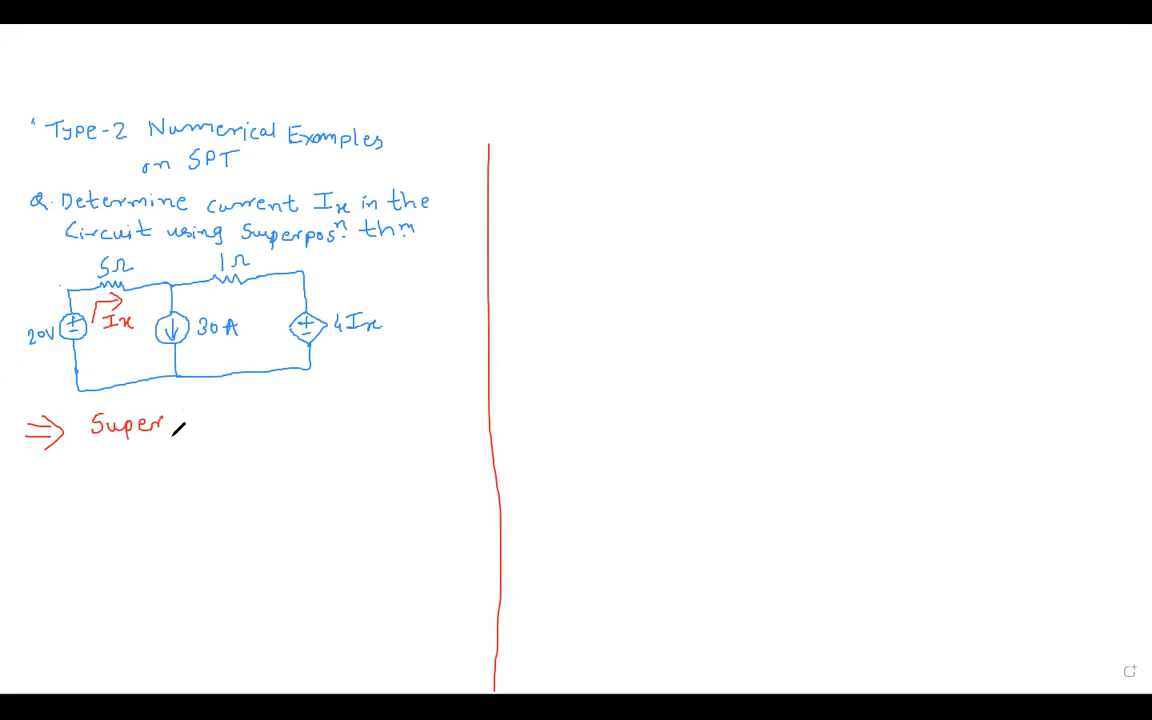 Type-2 Numerical Examples
on SPT
Q. Determine current Ix in the
Circuit using Superposⁿ. thm
5Ω
1Ω
20V
Ix
30A
4Ix
⇒ Super